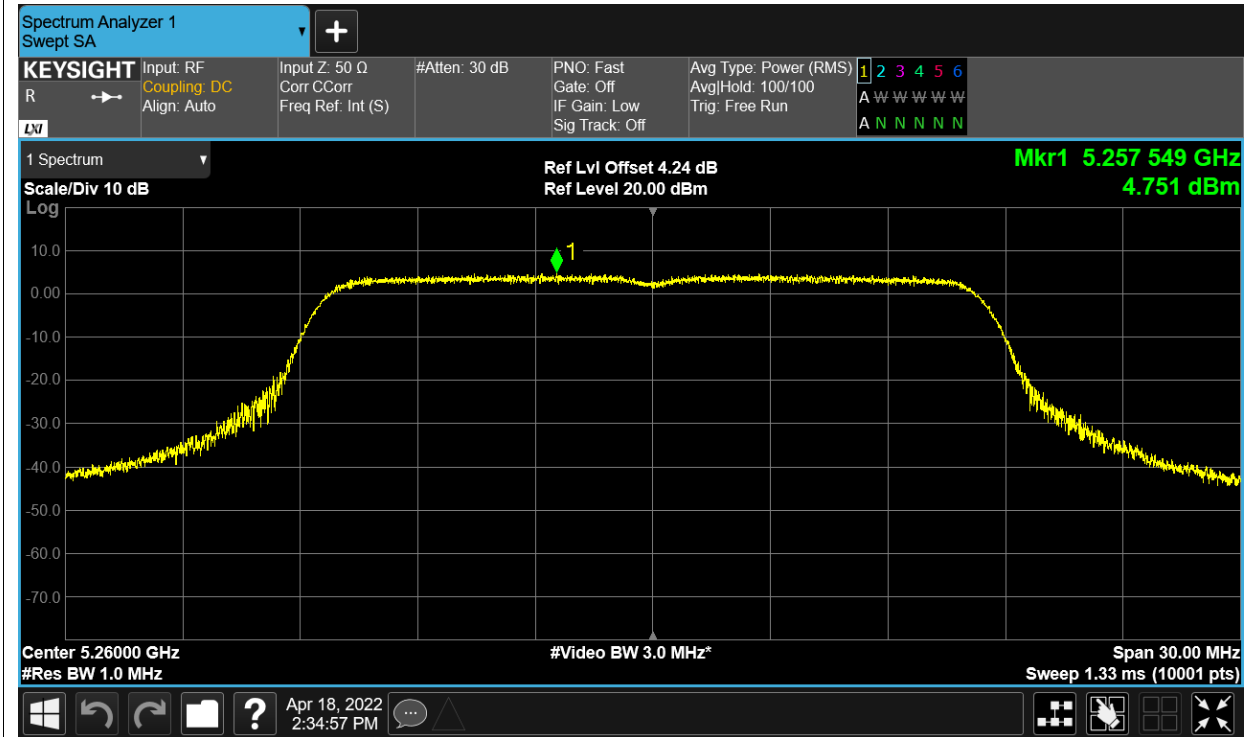 Spectrum Analyzer 1
Swept SA
+
KEYSIGHT
R
LXI
Input: RF
Coupling: DC
Align: Auto
Input Z: 50 Ω
Corr CCorr
Freq Ref: Int (S)
#Atten: 30 dB
PNO: Fast
Gate: Off
IF Gain: Low
Sig Track: Off
Avg Type: Power (RMS)
Avg|Hold: 100/100
Trig: Free Run
1 2 3 4 5 6
A W W W W W
A N N N N N
1 Spectrum
Scale/Div 10 dB
Log
Ref Lvl Offset 4.24 dB
Ref Level 20.00 dBm
Mkr1 5.257 549 GHz
4.751 dBm
1
10.0
0.00
-10.0
-20.0
-30.0
-40.0
-50.0
-60.0
-70.0
Center 5.26000 GHz
#Res BW 1.0 MHz
#Video BW 3.0 MHz*
Span 30.00 MHz
Sweep 1.33 ms (10001 pts)
?
Apr 18, 2022
2:34:57 PM